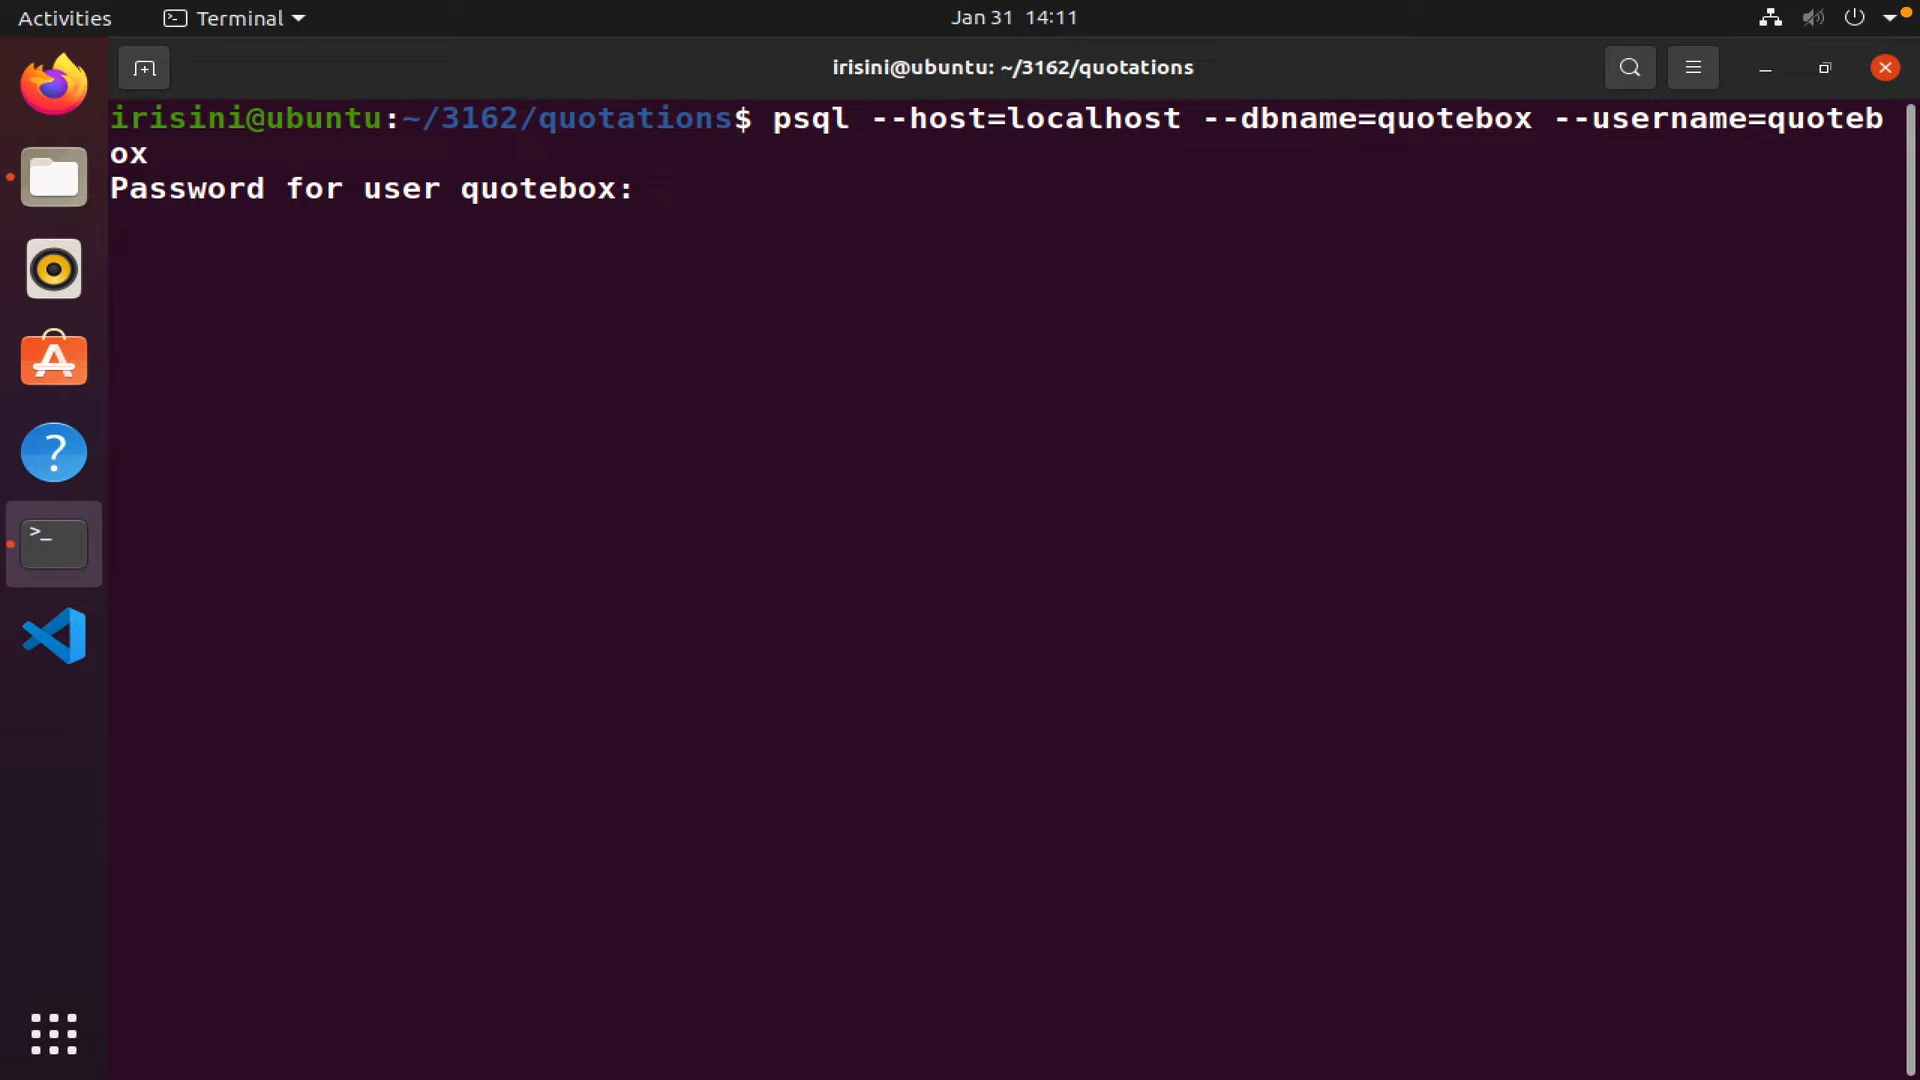 Activities
Terminal
Jan 31 14:11
irisini@ubuntu: ~/3162/quotations
irisini@ubuntu:~/3162/quotations$ psql --host=localhost --dbname=quotebox --username=quoteb
ox
Password for user quotebox: